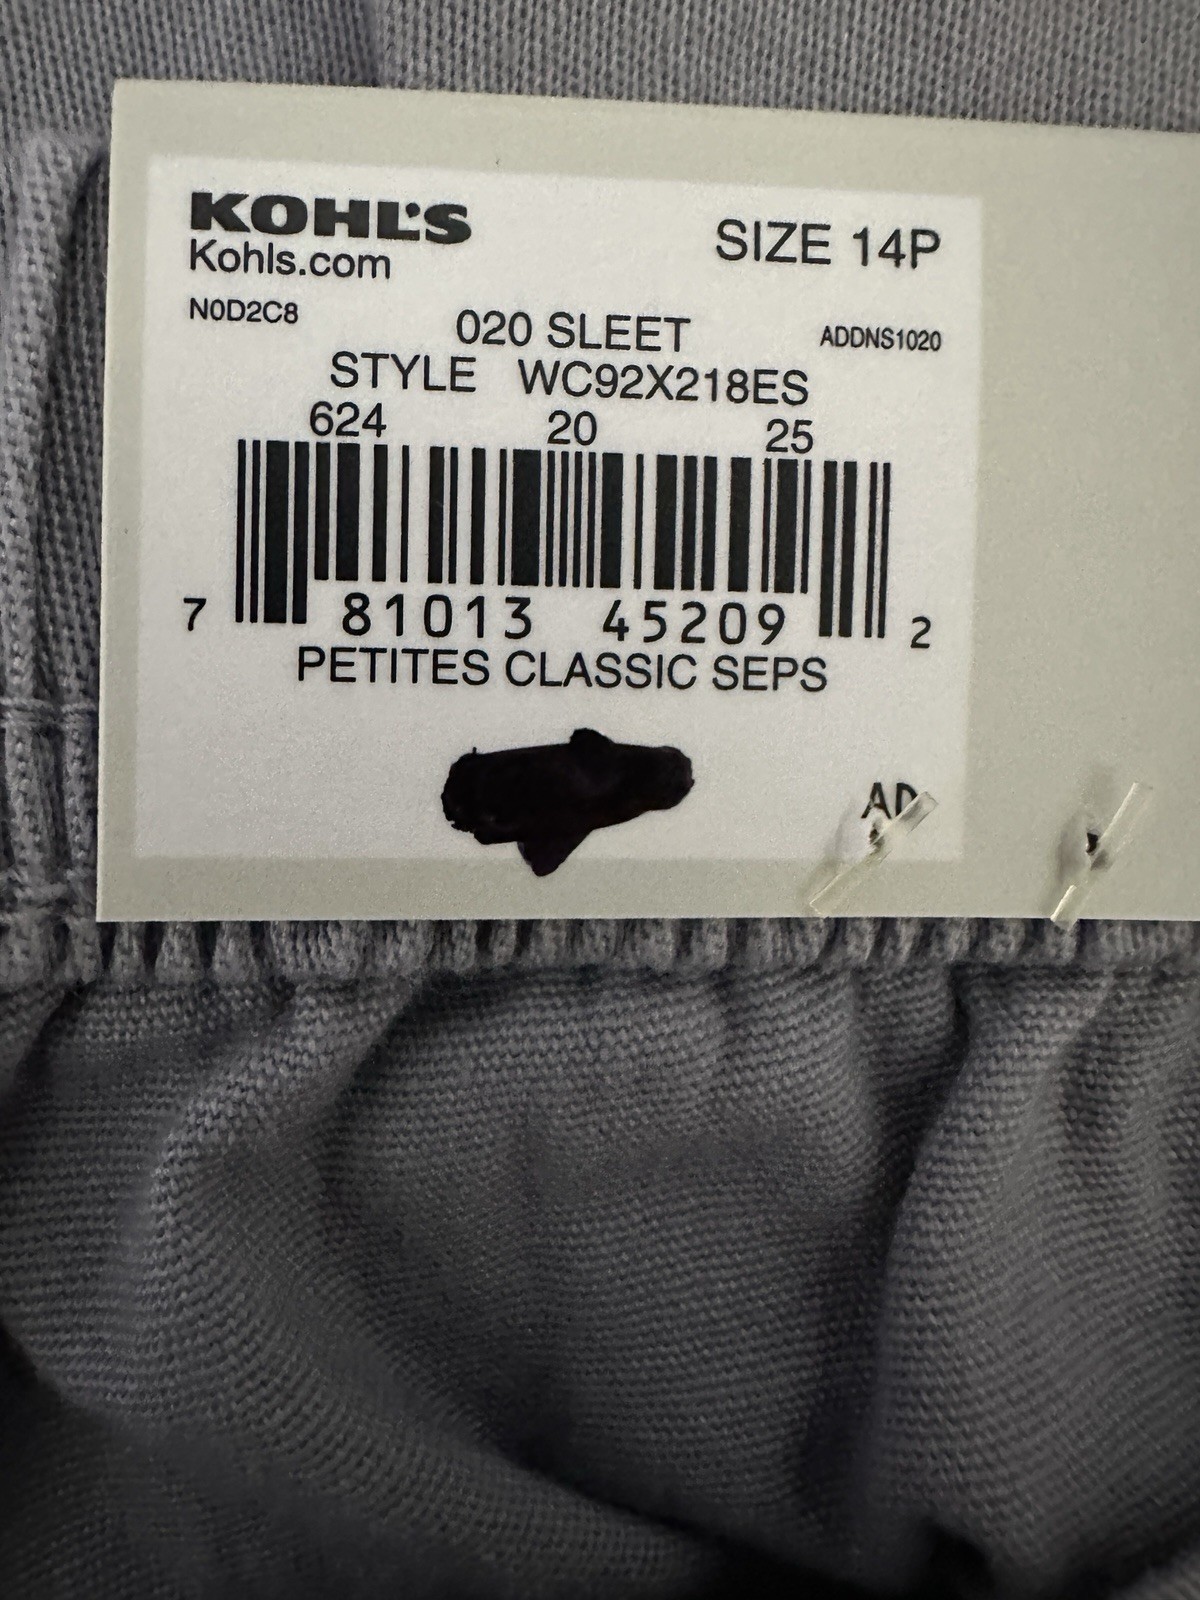 KOHL'S
Kohls.com
SIZE 14P
N0D2C8
020 SLEET
ADDNS1020
STYLE WC92X218ES
624 20 25
7 81013 45209 2
PETITES CLASSIC SEPS
AD